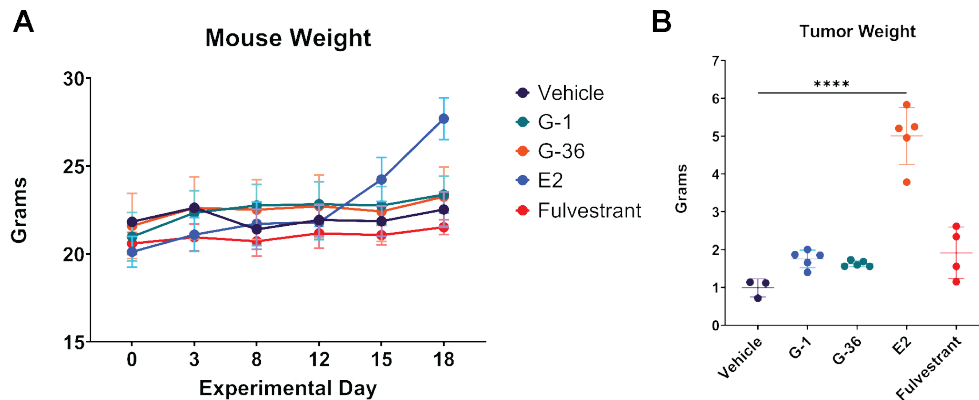 A
Mouse Weight
Grams
30
25
20
15
0 3 8 12 15 18
Experimental Day
Vehicle
G-1
G-36
E2
Fulvestrant
B
Tumor Weight
Grams
7
6
5
4
3
2
1
0
****
Vehicle
G-1
G-36
E2
Fulvestrant